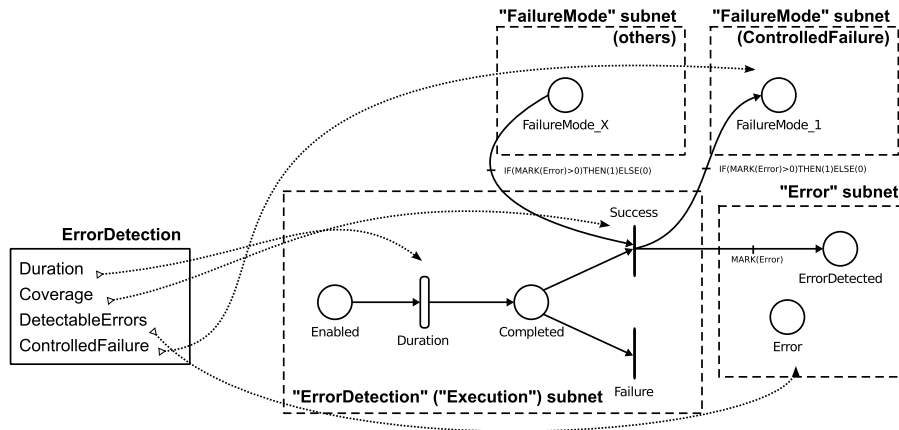 "FailureMode" subnet
(others)
"FailureMode" subnet
(ControlledFailure)
FailureMode_X
FailureMode_1
IF(MARK(Error)>0)THEN(1)ELSE(0)
IF(MARK(Error)>0)THEN(1)ELSE(0)
"Error" subnet
Success
ErrorDetection
Duration
Coverage
DetectableErrors
ControlledFailure
MARK(Error)
ErrorDetected
Enabled
Duration
Completed
Error
Failure
"ErrorDetection" ("Execution") subnet